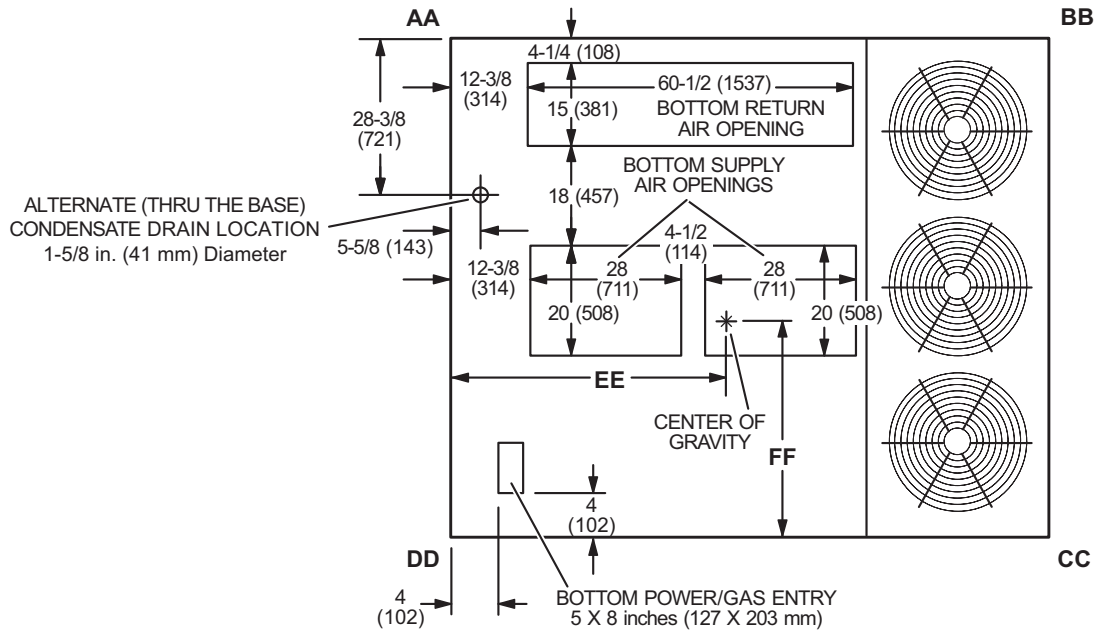 AA
BB
4-1/4 (108)
12-3/8
(314)
60-1/2 (1537)
15 (381)
BOTTOM RETURN
AIR OPENING
28-3/8
(721)
BOTTOM SUPPLY
AIR OPENINGS
18 (457)
ALTERNATE (THRU THE BASE)
CONDENSATE DRAIN LOCATION
1-5/8 in. (41 mm) Diameter
5-5/8 (143)
4-1/2
(114)
12-3/8
(314)
28
(711)
28
(711)
20 (508)
20 (508)
EE
CENTER OF
GRAVITY
FF
4
(102)
DD
CC
4
(102)
BOTTOM POWER/GAS ENTRY
5 X 8 inches (127 X 203 mm)